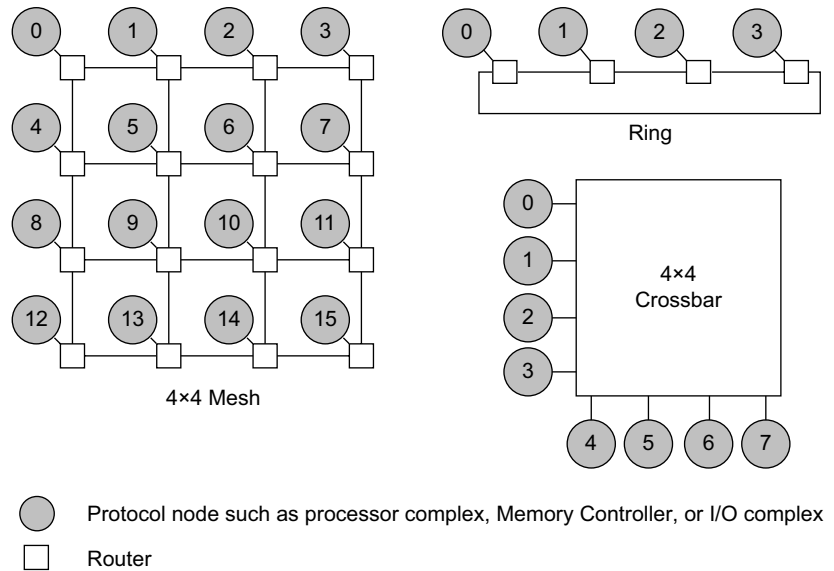 0 1 2 3
4 5 6 7
8 9 10 11
12 13 14 15
4×4 Mesh
0 1 2 3
Ring
0
1
2
3
4×4
Crossbar
4 5 6 7
Protocol node such as processor complex, Memory Controller, or I/O complex
Router